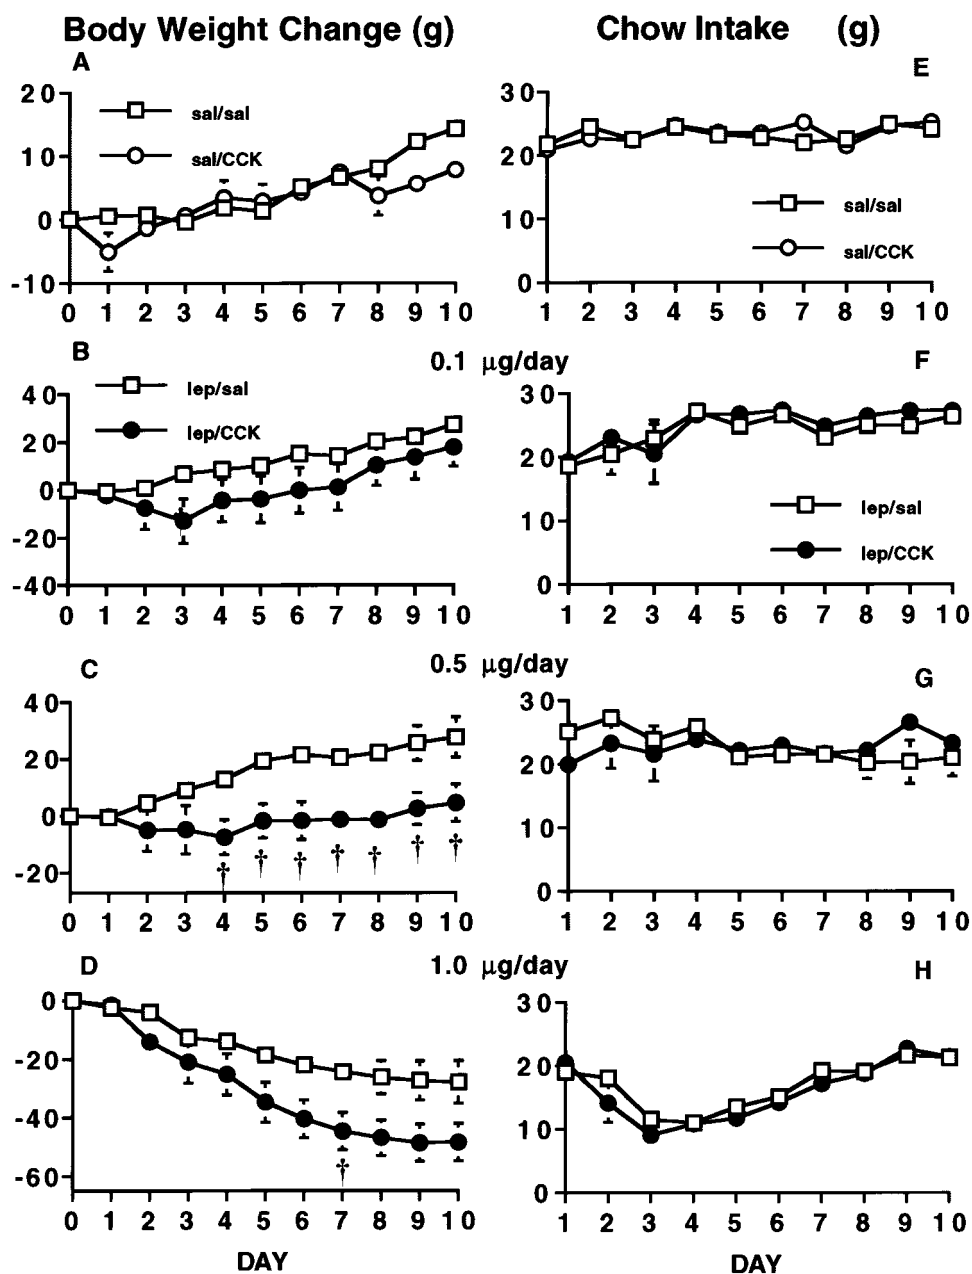 Body Weight Change (g)
Chow Intake (g)
A
20
10
0
-10
sal/sal
sal/CCK
0 1 2 3 4 5 6 7 8 9 10
E
30
20
10
0
sal/sal
sal/CCK
1 2 3 4 5 6 7 8 9 10
0.1 µg/day
B
40
20
0
-20
-40
lep/sal
lep/CCK
0 1 2 3 4 5 6 7 8 9 10
F
30
20
10
0
lep/sal
lep/CCK
1 2 3 4 5 6 7 8 9 10
0.5 µg/day
C
40
20
0
-20
† † † † † † †
0 1 2 3 4 5 6 7 8 9 10
G
30
20
10
0
1 2 3 4 5 6 7 8 9 10
1.0 µg/day
D
0
-20
-40
-60
†
0 1 2 3 4 5 6 7 8 9 10
DAY
H
30
20
10
0
1 2 3 4 5 6 7 8 9 10
DAY